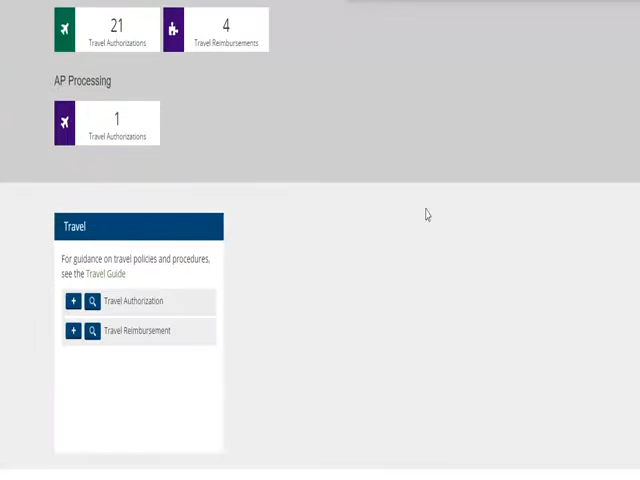 21
Travel Authorizations
4
Travel Reimbursements
AP Processing
1
Travel Authorizations
Travel
For guidance on travel policies and procedures,
see the Travel Guide
+ Travel Authorization
+ Travel Reimbursement